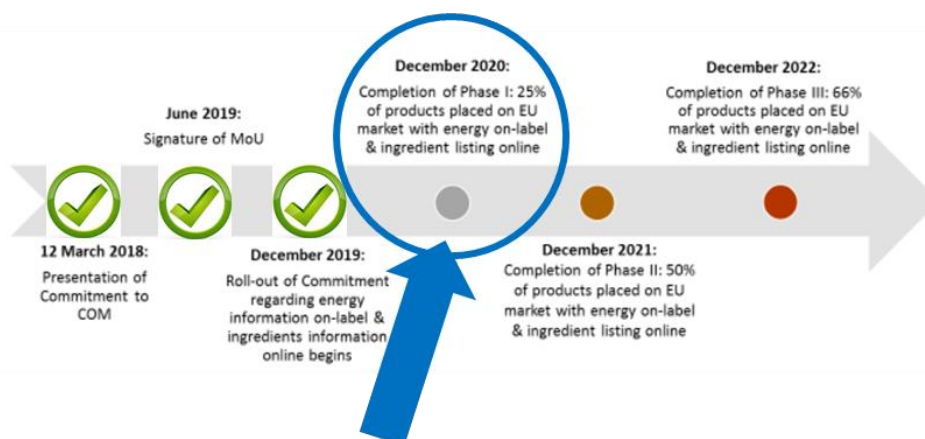 12 March 2018:
Presentation of
Commitment to
COM
June 2019:
Signature of MoU
December 2019:
Roll-out of Commitment
regarding energy
information on-label &
ingredients information
online begins
December 2020:
Completion of Phase I: 25%
of products placed on EU
market with energy on-label
& ingredient listing online
December 2021:
Completion of Phase II: 50%
of products placed on EU
market with energy on-label
& ingredient listing online
December 2022:
Completion of Phase III: 66%
of products placed on EU
market with energy on-label
& ingredient listing online